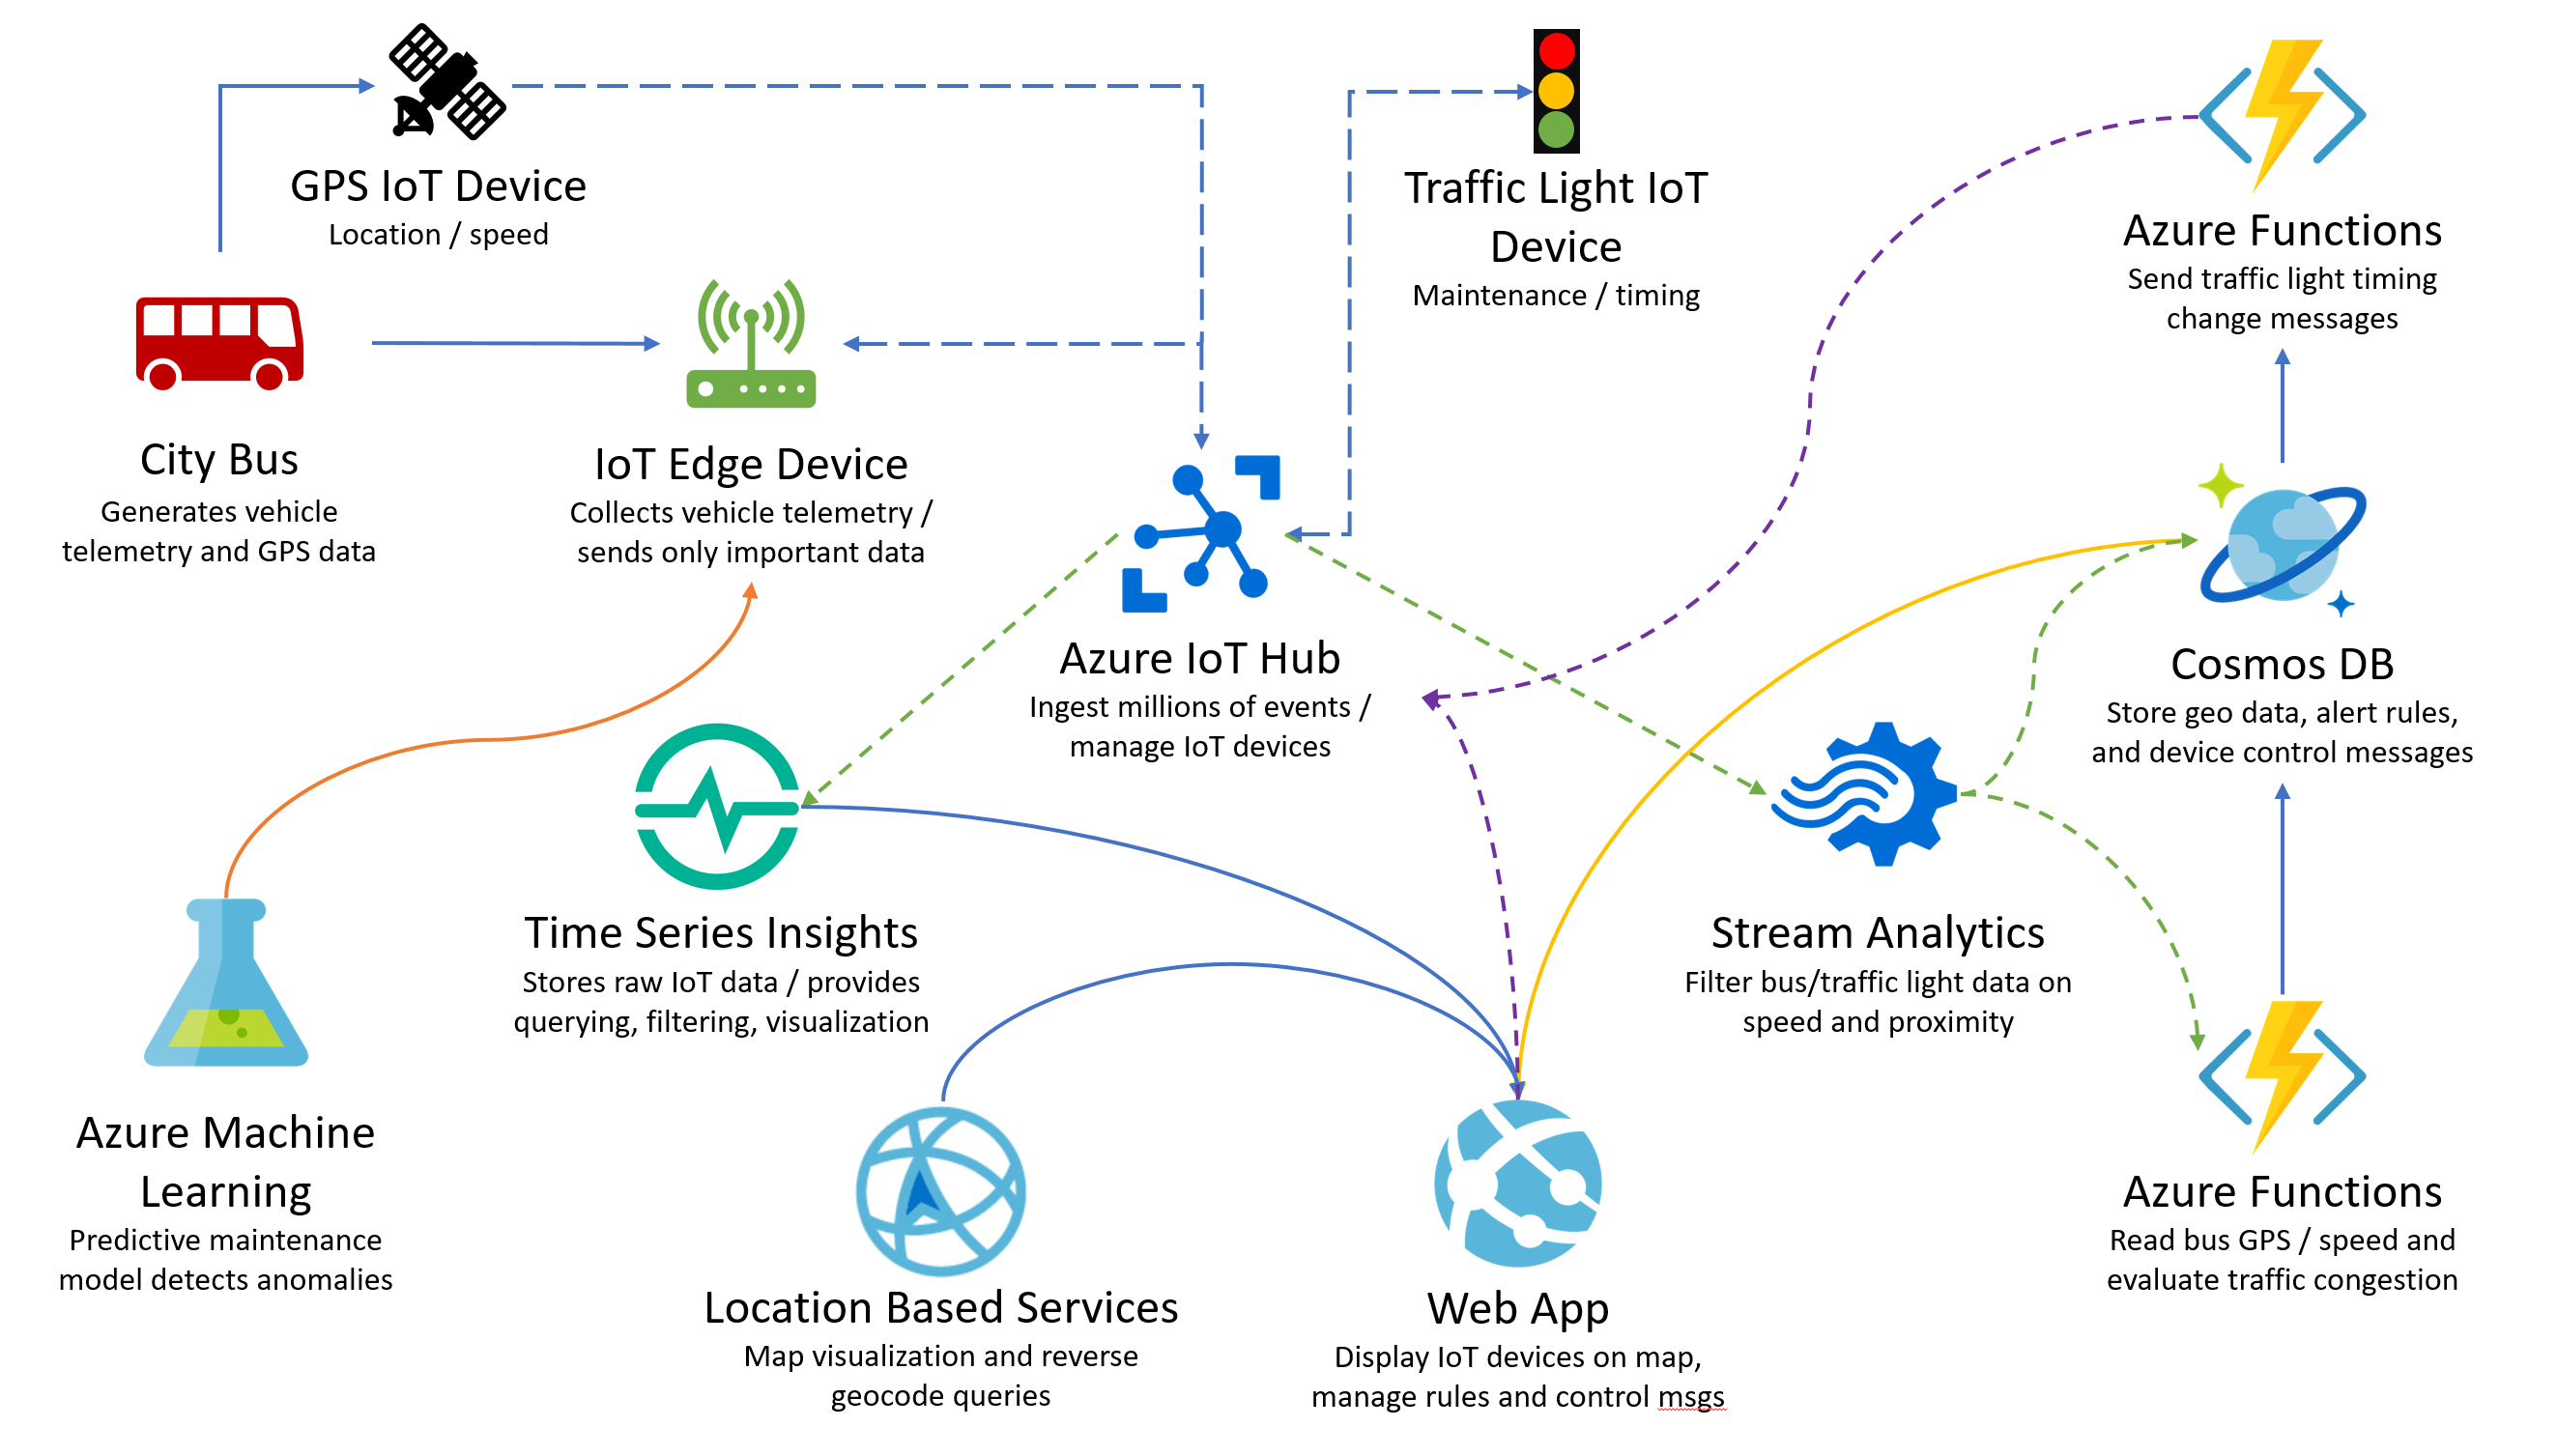 GPS IoT Device
Location / speed
Traffic Light IoT
Device
Maintenance / timing
Azure Functions
Send traffic light timing
change messages
City Bus
Generates vehicle
telemetry and GPS data
IoT Edge Device
Collects vehicle telemetry /
sends only important data
Azure IoT Hub
Ingest millions of events /
manage IoT devices
Cosmos DB
Store geo data, alert rules,
and device control messages
Time Series Insights
Stores raw IoT data / provides
querying, filtering, visualization
Stream Analytics
Filter bus/traffic light data on
speed and proximity
Azure Machine
Learning
Predictive maintenance
model detects anomalies
Location Based Services
Map visualization and reverse
geocode queries
Web App
Display IoT devices on map,
manage rules and control msgs
Azure Functions
Read bus GPS / speed and
evaluate traffic congestion